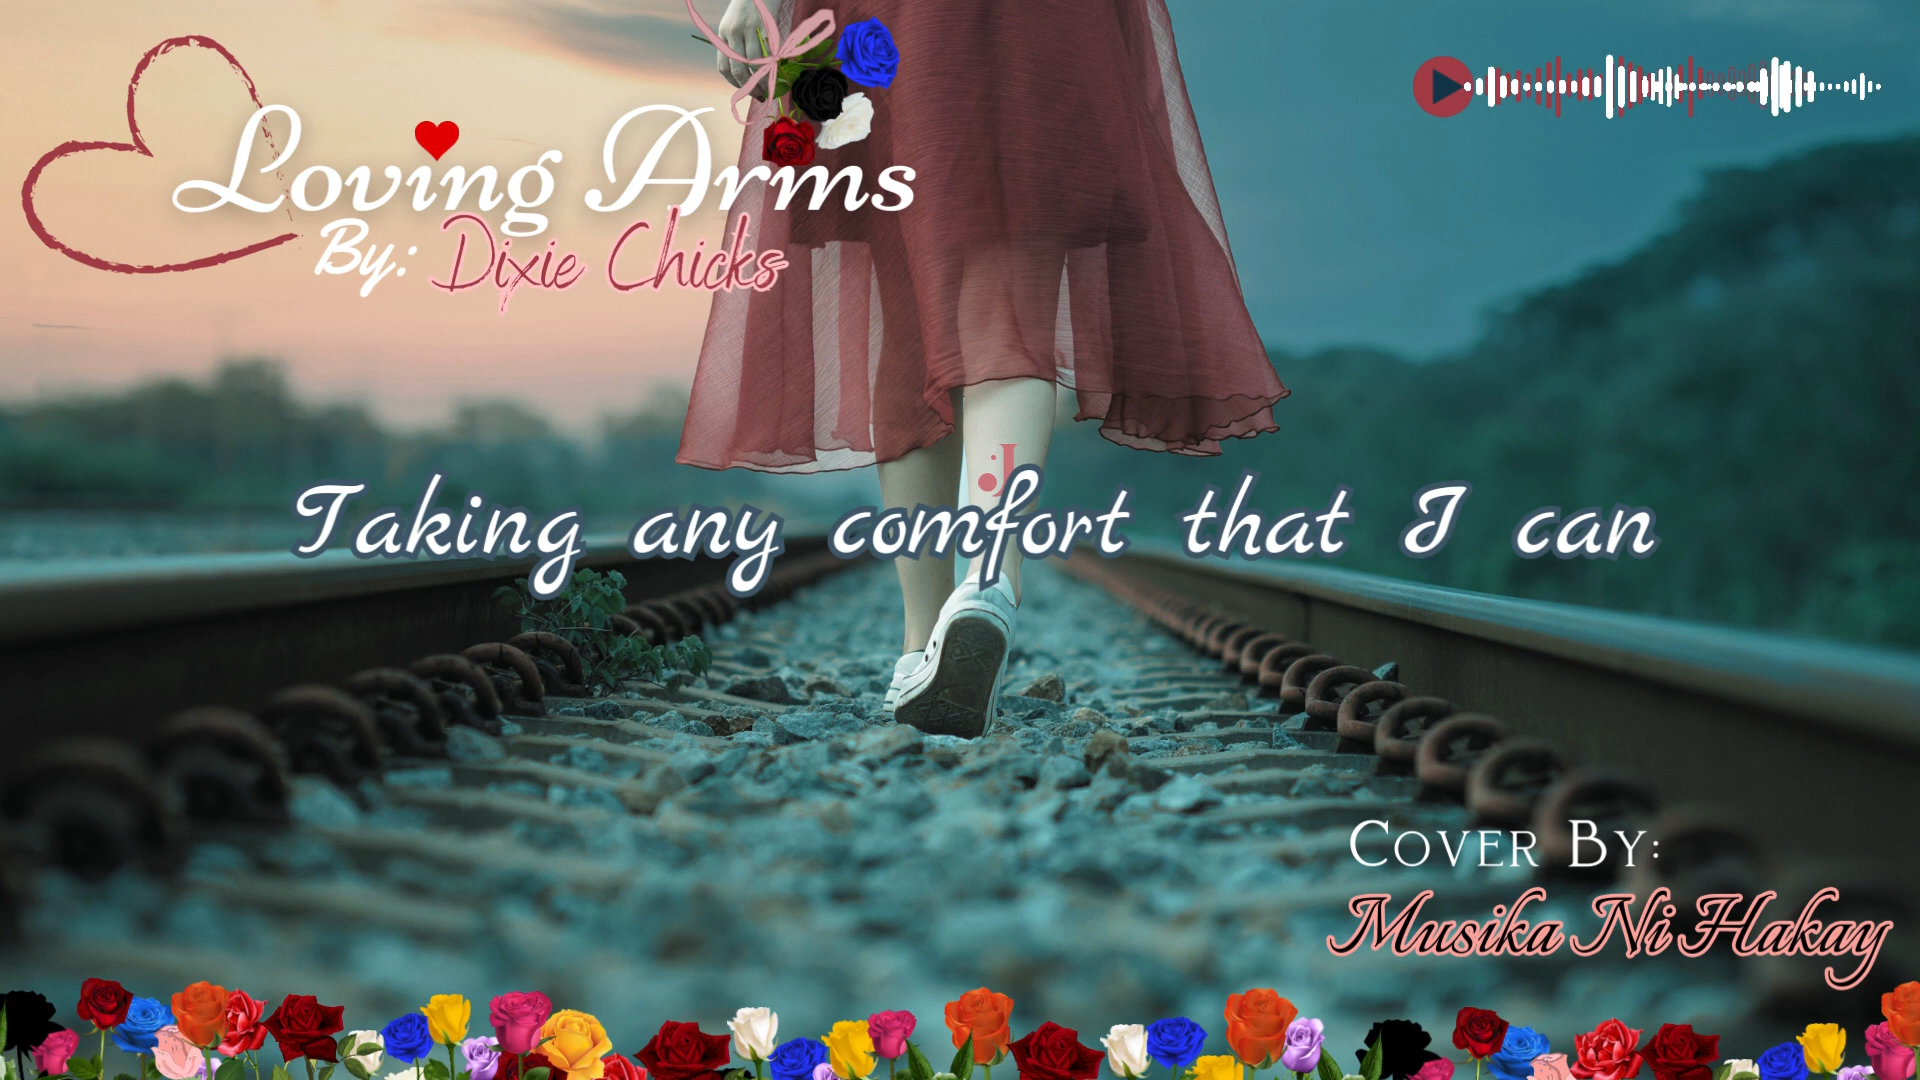 Loving Arms
By: Dixie Chicks
J
Taking any comfort that I can
Cover By:
Musika Ni Hakay